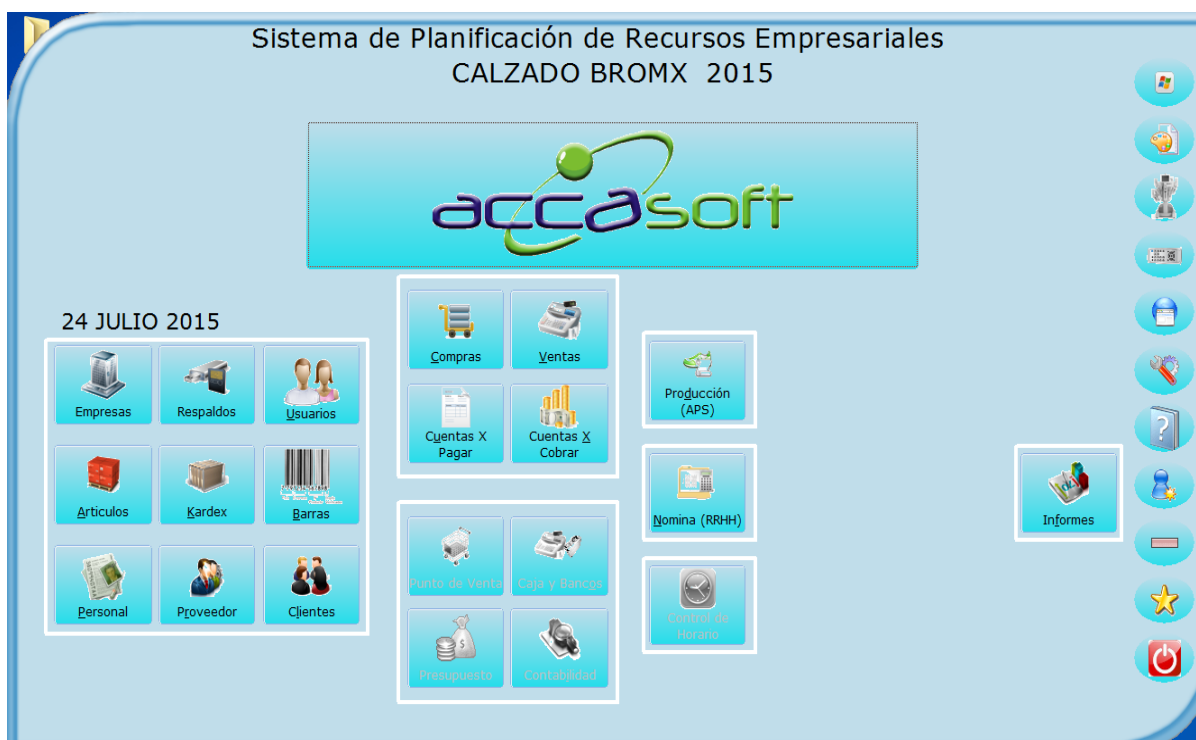 Sistema de Planificación de Recursos Empresariales
CALZADO BROMX 2015
accasoft
24 JULIO 2015
Empresas
Respaldos
Usuarios
Articulos
Kardex
Barras
Personal
Proveedor
Clientes
Compras
Ventas
Cuentas X
Pagar
Cuentas X
Cobrar
Punto de Venta
Caja y Bancos
Presupuesto
Contabilidad
Producción
(APS)
Nomina (RRHH)
Control de
Horario
Informes